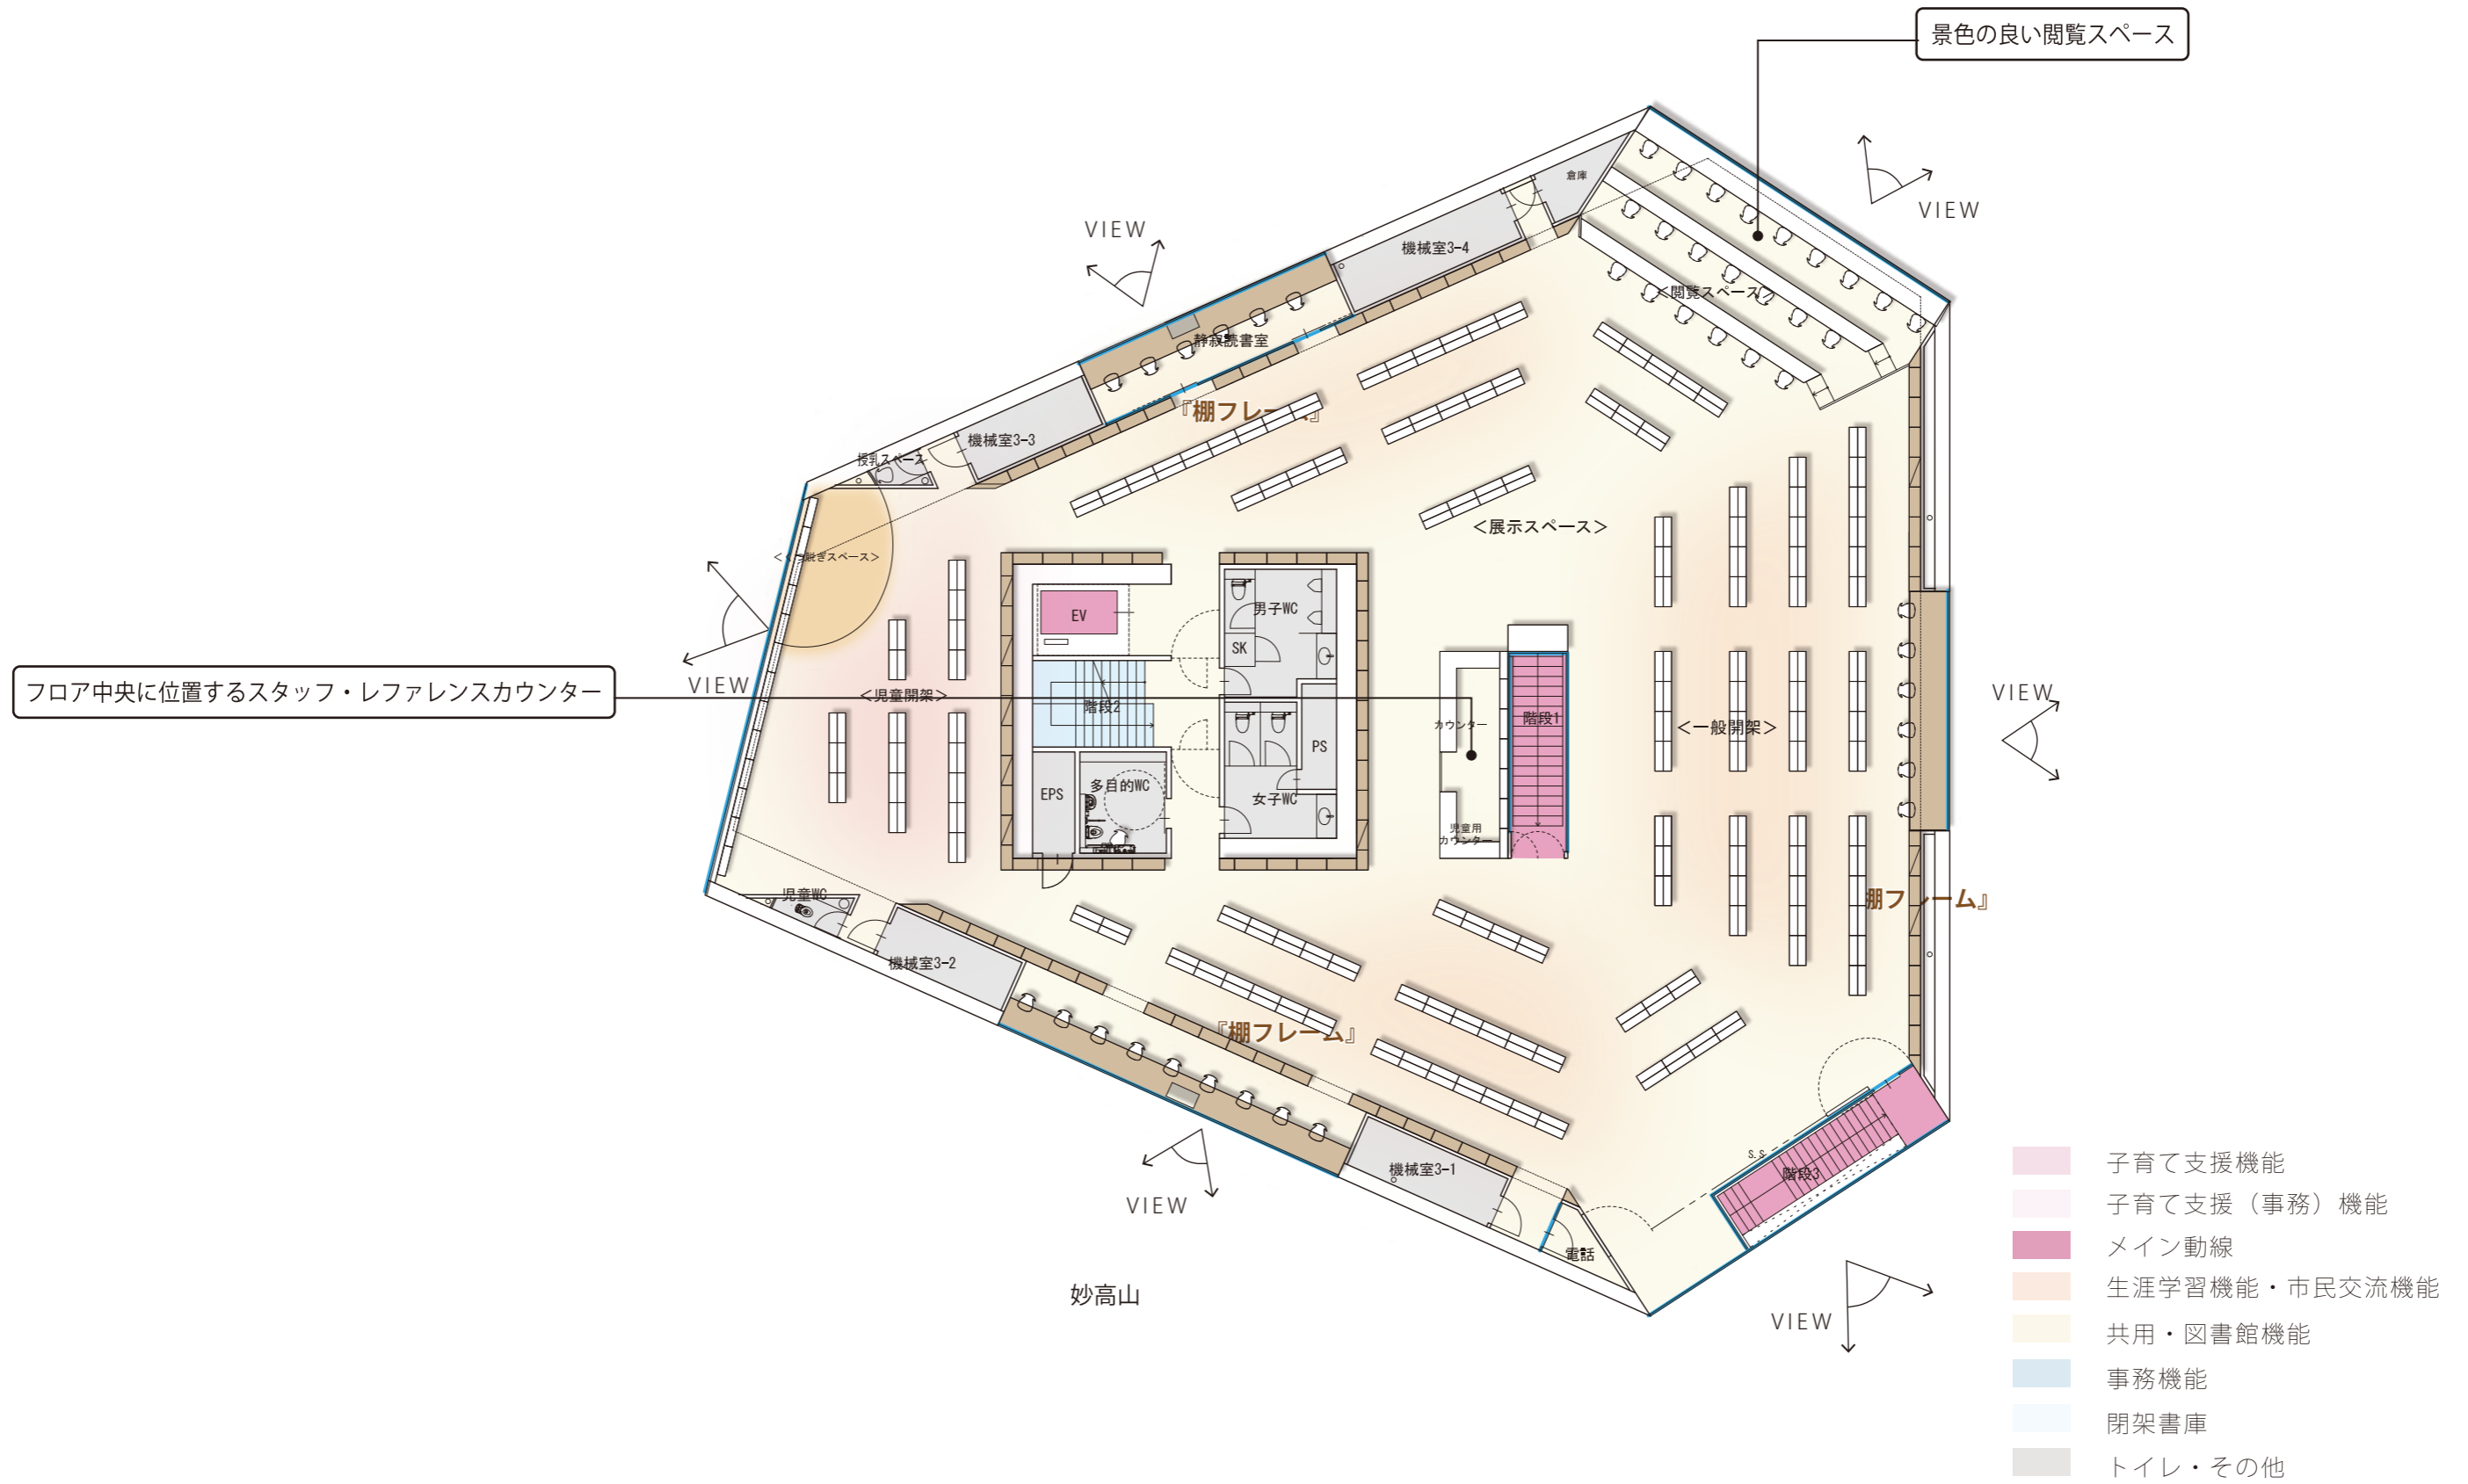 景色の良い閲覧スペース
VIEW
倉庫
機械室3-4
VIEW
<閲覧スペース>
静寂読書室
『棚フレーム』
機械室3-3
授乳スペース
<展示スペース>
<くつ脱ぎスペース>
EV
男子WC
SK
フロア中央に位置するスタッフ・レファレンスカウンター
VIEW
<児童開架>
階段2
カウンター
階段1
<一般開架>
VIEW
PS
EPS
多目的WC
女子WC
児童用
カウンター
児童WC
棚フレーム』
機械室3-2
『棚フレーム』
機械室3-1
S.S
階段3
VIEW
電話
妙高山
VIEW
子育て支援機能
子育て支援（事務）機能
メイン動線
生涯学習機能・市民交流機能
共用・図書館機能
事務機能
閉架書庫
トイレ・その他